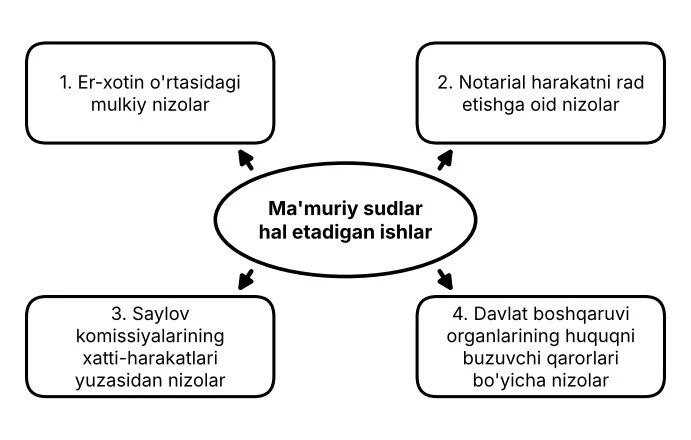 1. Er-xotin o'rtasidagi
mulkiy nizolar
2. Notarial harakatni rad
etishga oid nizolar
Ma'muriy sudlar
hal etadigan ishlar
3. Saylov
komissiyalarining
xatti-harakatlari
yuzasidan nizolar
4. Davlat boshqaruvi
organlarining huquqni
buzuvchi qarorlari
bo'yicha nizolar